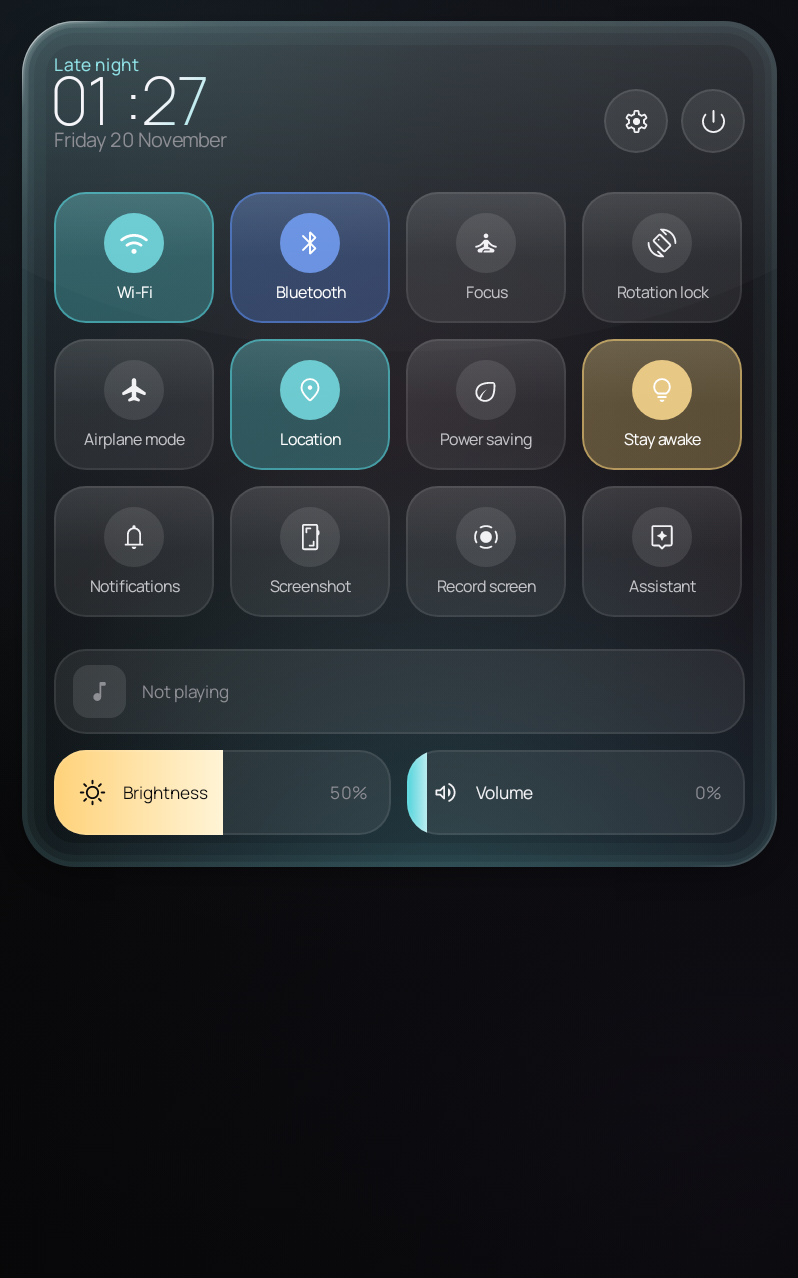 Late night
01:27
Friday 20 November
Wi-Fi
Bluetooth
Focus
Rotation lock
Airplane mode
Location
Power saving
Stay awake
Notifications
Screenshot
Record screen
Assistant
Not playing
Brightness 50%
Volume 0%